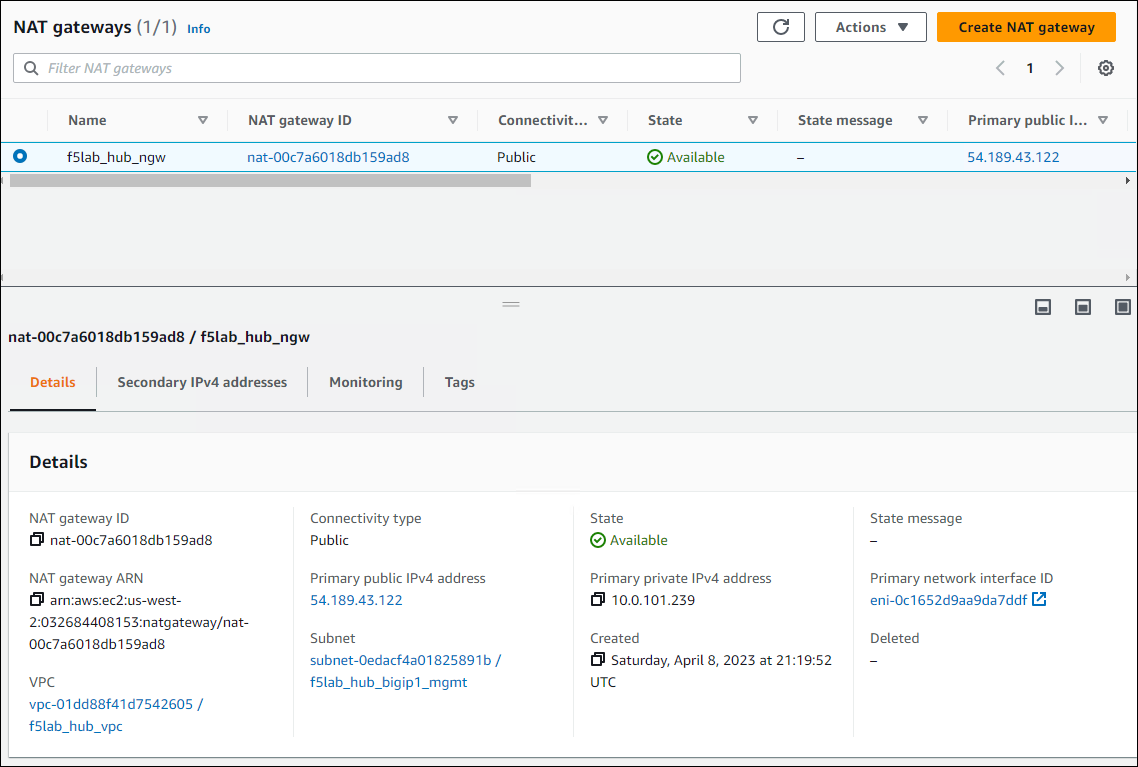 NAT gateways (1/1) Info
Actions
Create NAT gateway
Filter NAT gateways
1
Name NAT gateway ID Connectivit... State State message Primary public I...
f5lab_hub_ngw nat-00c7a6018db159ad8 Public Available – 54.189.43.122
nat-00c7a6018db159ad8 / f5lab_hub_ngw
Details Secondary IPv4 addresses Monitoring Tags
Details
NAT gateway ID
nat-00c7a6018db159ad8
NAT gateway ARN
arn:aws:ec2:us-west-
2:032684408153:natgateway/nat-
00c7a6018db159ad8
VPC
vpc-01dd88f41d7542605 /
f5lab_hub_vpc
Connectivity type
Public
Primary public IPv4 address
54.189.43.122
Subnet
subnet-0edacf4a01825891b /
f5lab_hub_bigip1_mgmt
State
Available
Primary private IPv4 address
10.0.101.239
Created
Saturday, April 8, 2023 at 21:19:52
UTC
State message
–
Primary network interface ID
eni-0c1652d9aa9da7ddf
Deleted
–